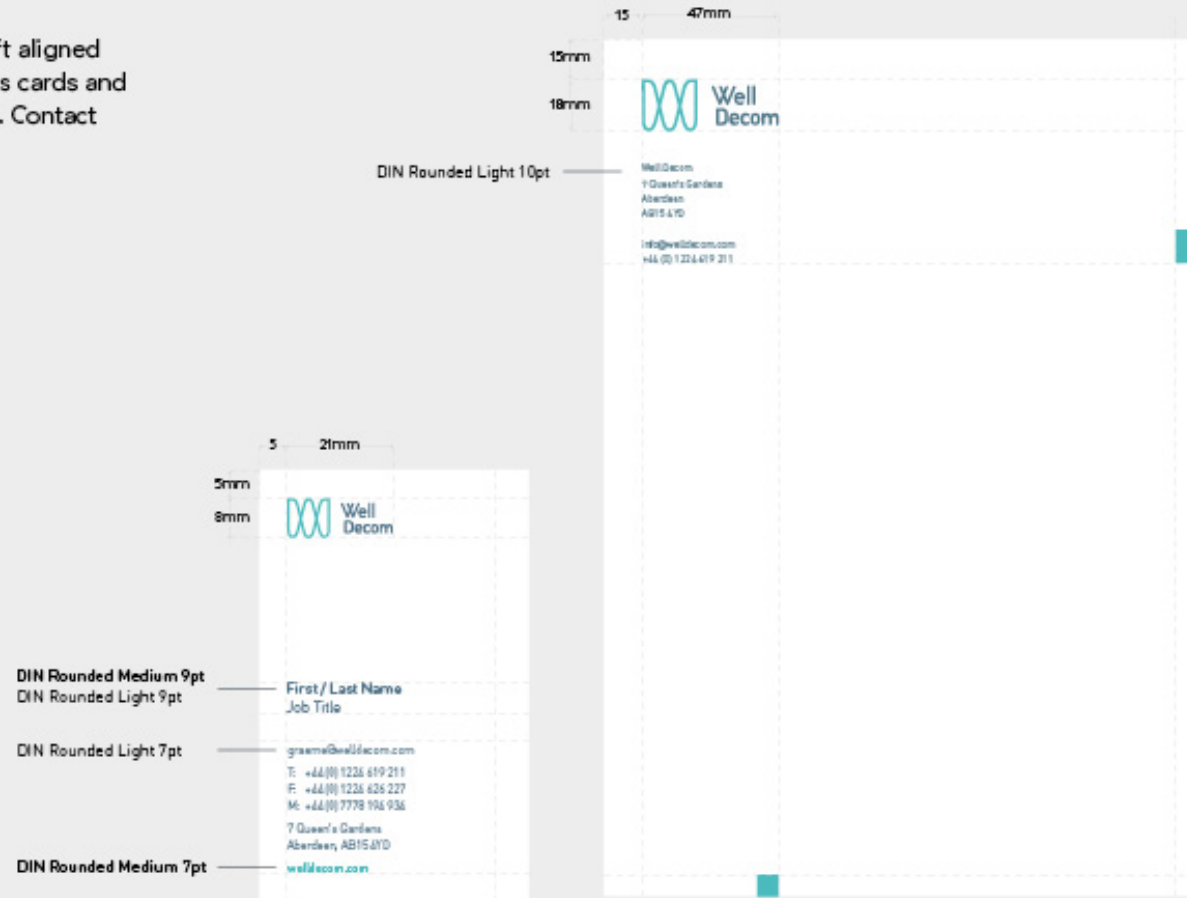 ft aligned
s cards and
. Contact
15 47mm
15mm
18mm
Well
Decom
DIN Rounded Light 10pt
Well Decom
7 Queen's Gardens
Aberdeen
AB15 4YD
info@welldecom.com
+44 (0) 1224 619 211
5 21mm
5mm
8mm
Well
Decom
DIN Rounded Medium 9pt
DIN Rounded Light 9pt
First / Last Name
Job Title
DIN Rounded Light 7pt
graeme@welldecom.com
T: +44 (0) 1224 619 211
F: +44 (0) 1224 626 227
M: +44 (0) 7778 196 936
7 Queen's Gardens
Aberdeen, AB15 4YD
DIN Rounded Medium 7pt
welldecom.com